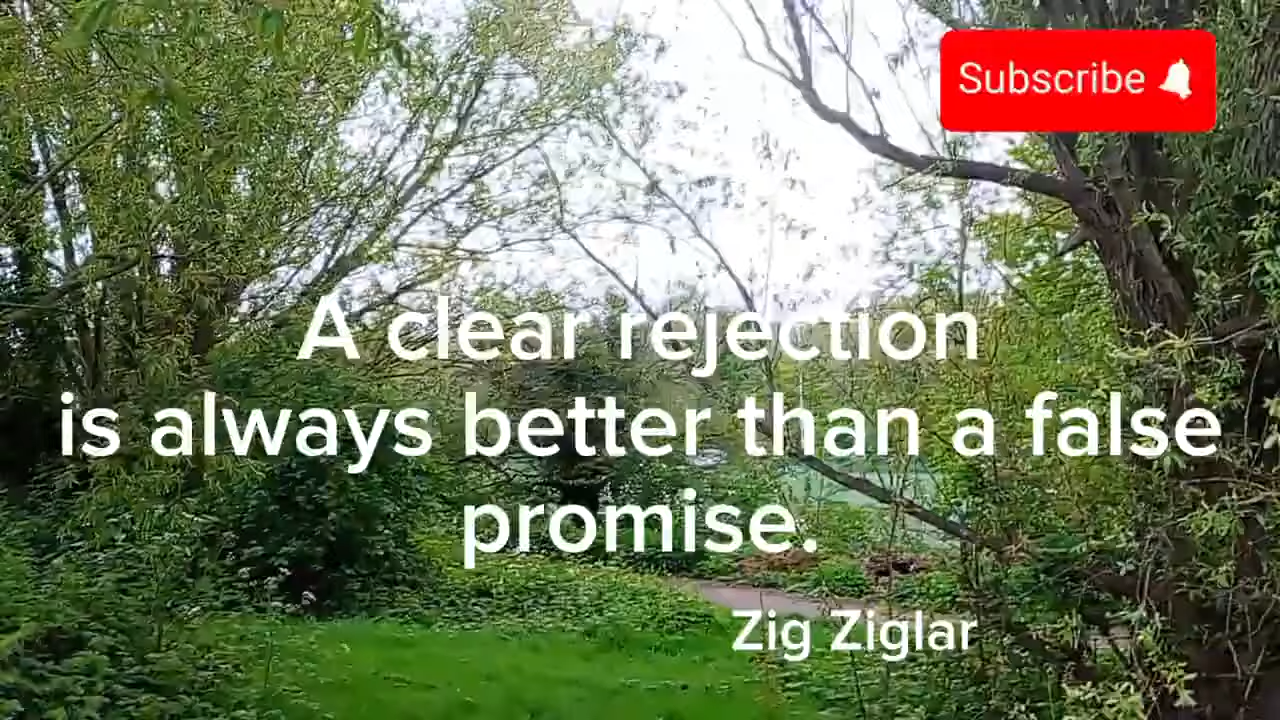 Subscribe
A clear rejection
is always better than a false
promise.
Zig Ziglar